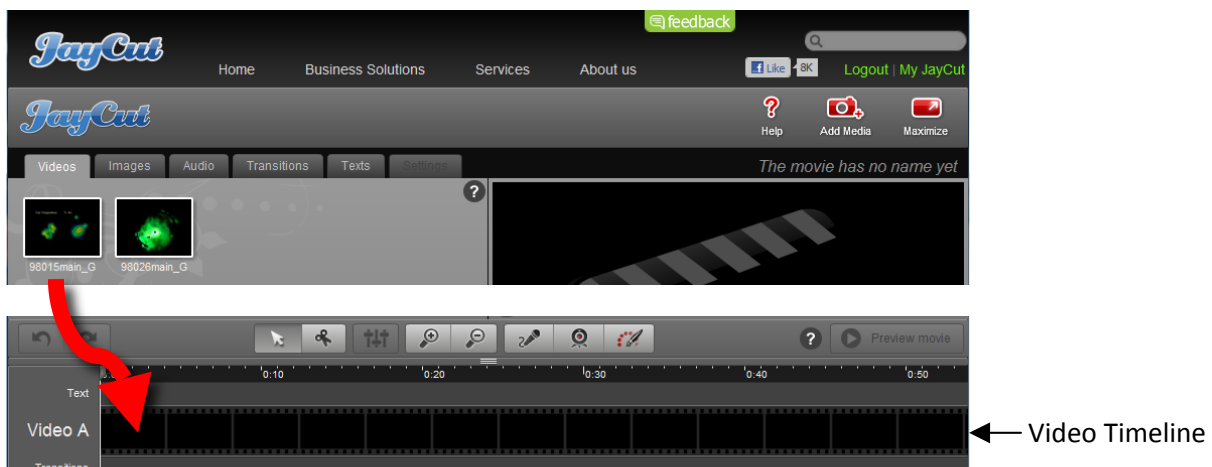 feedback
JayCut
Home Business Solutions Services About us Like 8K Logout | My JayCut
JayCut
Help Add Media Maximize
Videos Images Audio Transitions Texts Settings The movie has no name yet
?
98015main_G 98026main_G
? Preview movie
0:10 0:20 0:30 0:40 0:50
Text
Video A
Video Timeline
Transitions